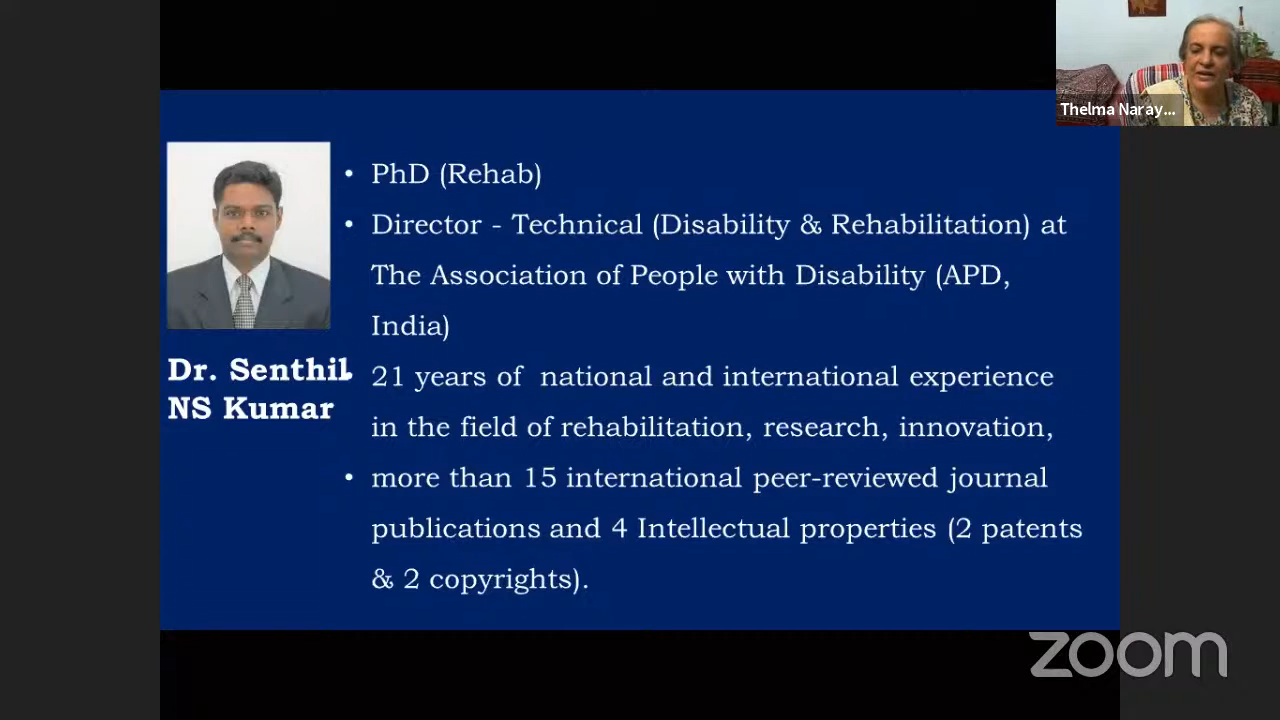 Thelma Naray...
• PhD (Rehab)
• Director - Technical (Disability & Rehabilitation) at
The Association of People with Disability (APD,
India)
Dr. Senthil
NS Kumar
• 21 years of  national and international experience
in the field of rehabilitation, research, innovation,
• more than 15 international peer-reviewed journal
publications and 4 Intellectual properties (2 patents
& 2 copyrights).
zoom